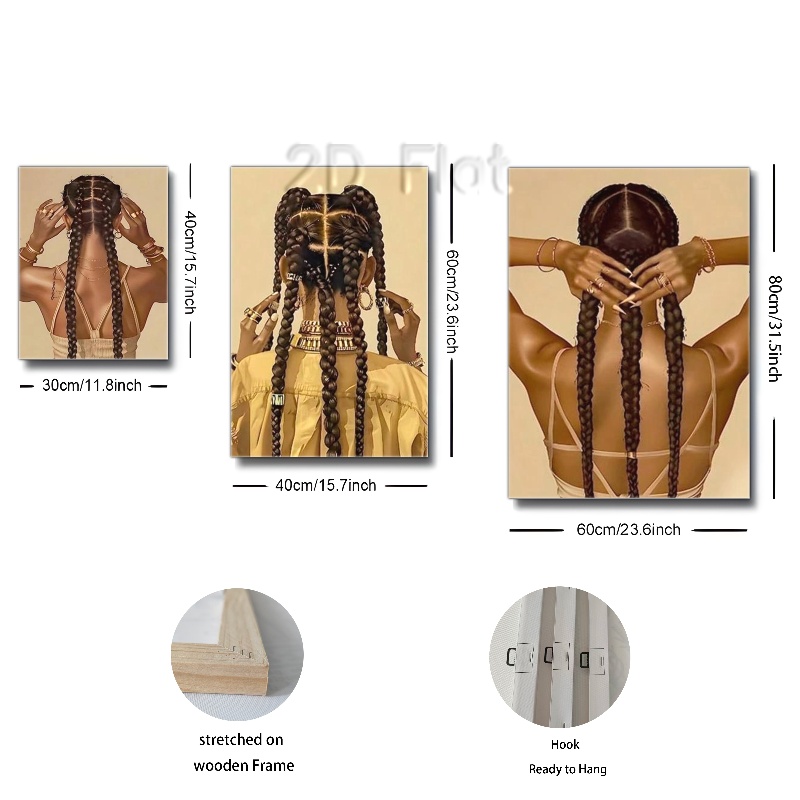 2D Flat
40cm/15.7inch
30cm/11.8inch
60cm/23.6inch
40cm/15.7inch
80cm/31.5inch
60cm/23.6inch
stretched on
wooden Frame
Hook
Ready to Hang